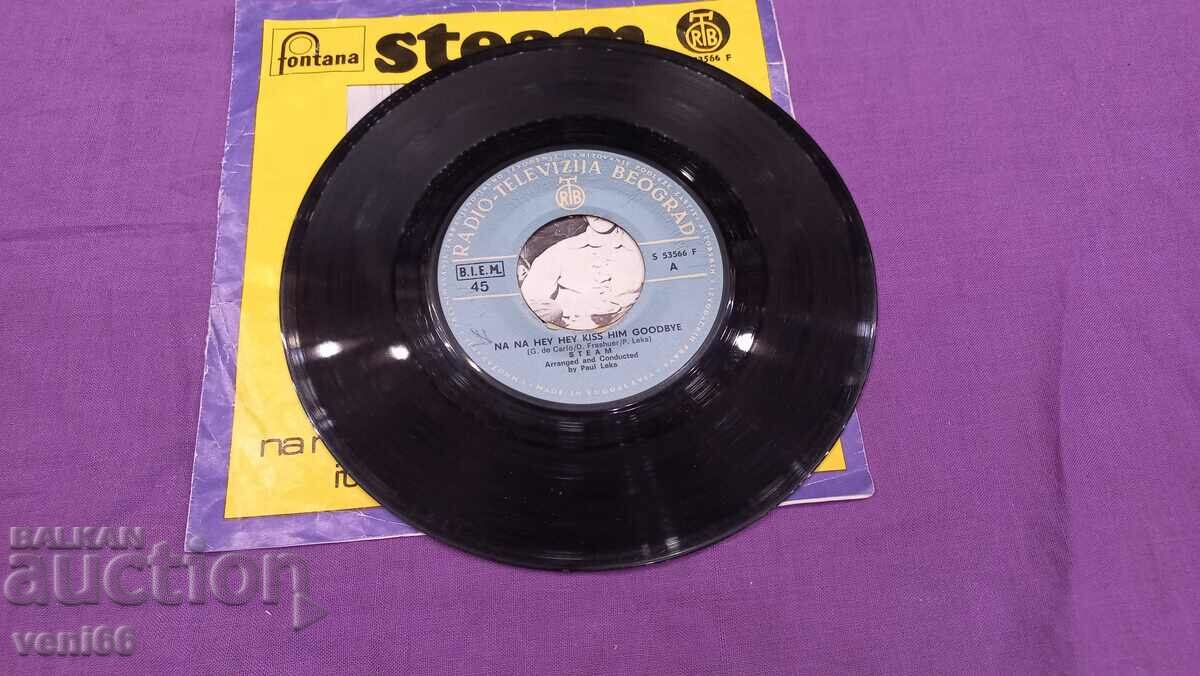 fontana
steam
RTB
53566 F
RADIO-TELEVIZIJA BEOGRAD
RTB
B.I.E.M.
45
S 53566 F
A
NA NA HEY HEY KISS HIM GOODBYE
(G. de Carlo/D. Frashuer/P. Leka)
STEAM
Arranged and Conducted
by Paul Leka
MADE IN YUGOSLAVIA
na
BALKAN
auction
veni66